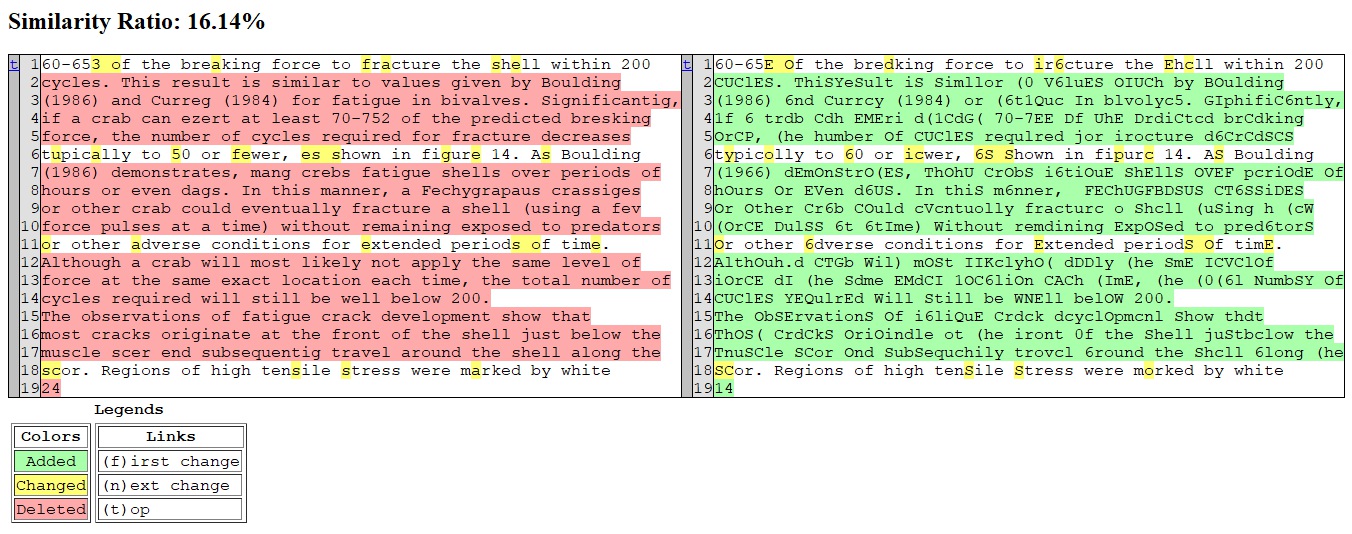 Similarity Ratio: 16.14%
t 1 60-653 of the breaking force to fracture the shell within 200
2 cycles. This result is similar to values given by Boulding
3 (1986) and Curreg (1984) for fatigue in bivalves. Significantig,
4 if a crab can ezert at least 70-752 of the predicted bresking
5 force, the number of cycles required for fracture decreases
6 tupically to 50 or fewer, es shown in figure 14. As Boulding
7 (1986) demonstrates, mang crebs fatigue shells over periods of
8 hours or even dags. In this manner, a Fechygrapaus crassiges
9 or other crab could eventually fracture a shell (using a fev
10 force pulses at a time) without remaining exposed to predators
11 or other adverse conditions for extended periods of time.
12 Although a crab will most likely not apply the same level of
13 force at the same exact location each time, the total number of
14 cycles required will still be well below 200.
15 The observations of fatigue crack development show that
16 most cracks originate at the front of the shell just below the
17 muscle scer end subsequentig travel around the shell along the
18 scor. Regions of high tensile stress were marked by white
19 24
t 1 60-65E Of the bredking force to ir6cture the Ehcll within 200
2 CUClES. ThiSYeSult iS Simllor (0 V6luES OIUCh by BOulding
3 (1986) 6nd Currcy (1984) or (6t1Quc In blvolyc5. GIphifiC6ntly,
4 1f 6 trdb Cdh EMEri d(1CdG( 70-7EE Df UhE DrdiCtcd brCdking
5 OrCP, (he humber Of CUClES requlred jor irocture d6CrCdSCS
6 typicolly to 60 or icwer, 6S Shown in fipurc 14. AS Boulding
7 (1966) dEmOnStrO(ES, ThOhU CrObS i6tiOuE ShEllS OVEF pcriOdE Of
8 hOurs Or EVen d6US. In thiS m6nner,  FEChUGFBDSUS CT6SSiDES
9 Or Other Cr6b COuld cVcntuolly fracturc o Shcll (uSing h (cW
10 (OrCE DulSS 6t 6tIme) Without remdining ExpOSed to pred6torS
11 Or other 6dverse conditions for Extended periodS Of timE.
12 AlthOuh.d CTGb Wil) mOSt IIKclyhO( dDDly (he SmE ICVClOf
13 iOrCE dI (he Sdme EMdCI 1OC6liOn CACh (ImE, (he (0(6l NumbSY Of
14 CUClES YEQulrEd Will Still be WNEll belOW 200.
15 The ObSErvationS Of i6liQuE Crdck dcyclOpmcnl Show thdt
16 ThOS( CrdCkS OriOindle ot (he iront 0f the Shell juStbclow the
17 TnuSCle SCor Ond SubSequchily trovcl 6round the Shcll 6long (he
18 SCor. Regions of high tenSile Stress were morked by white
19 14
Legends
Colors Links
Added (f)irst change
Changed (n)ext change
Deleted (t)op